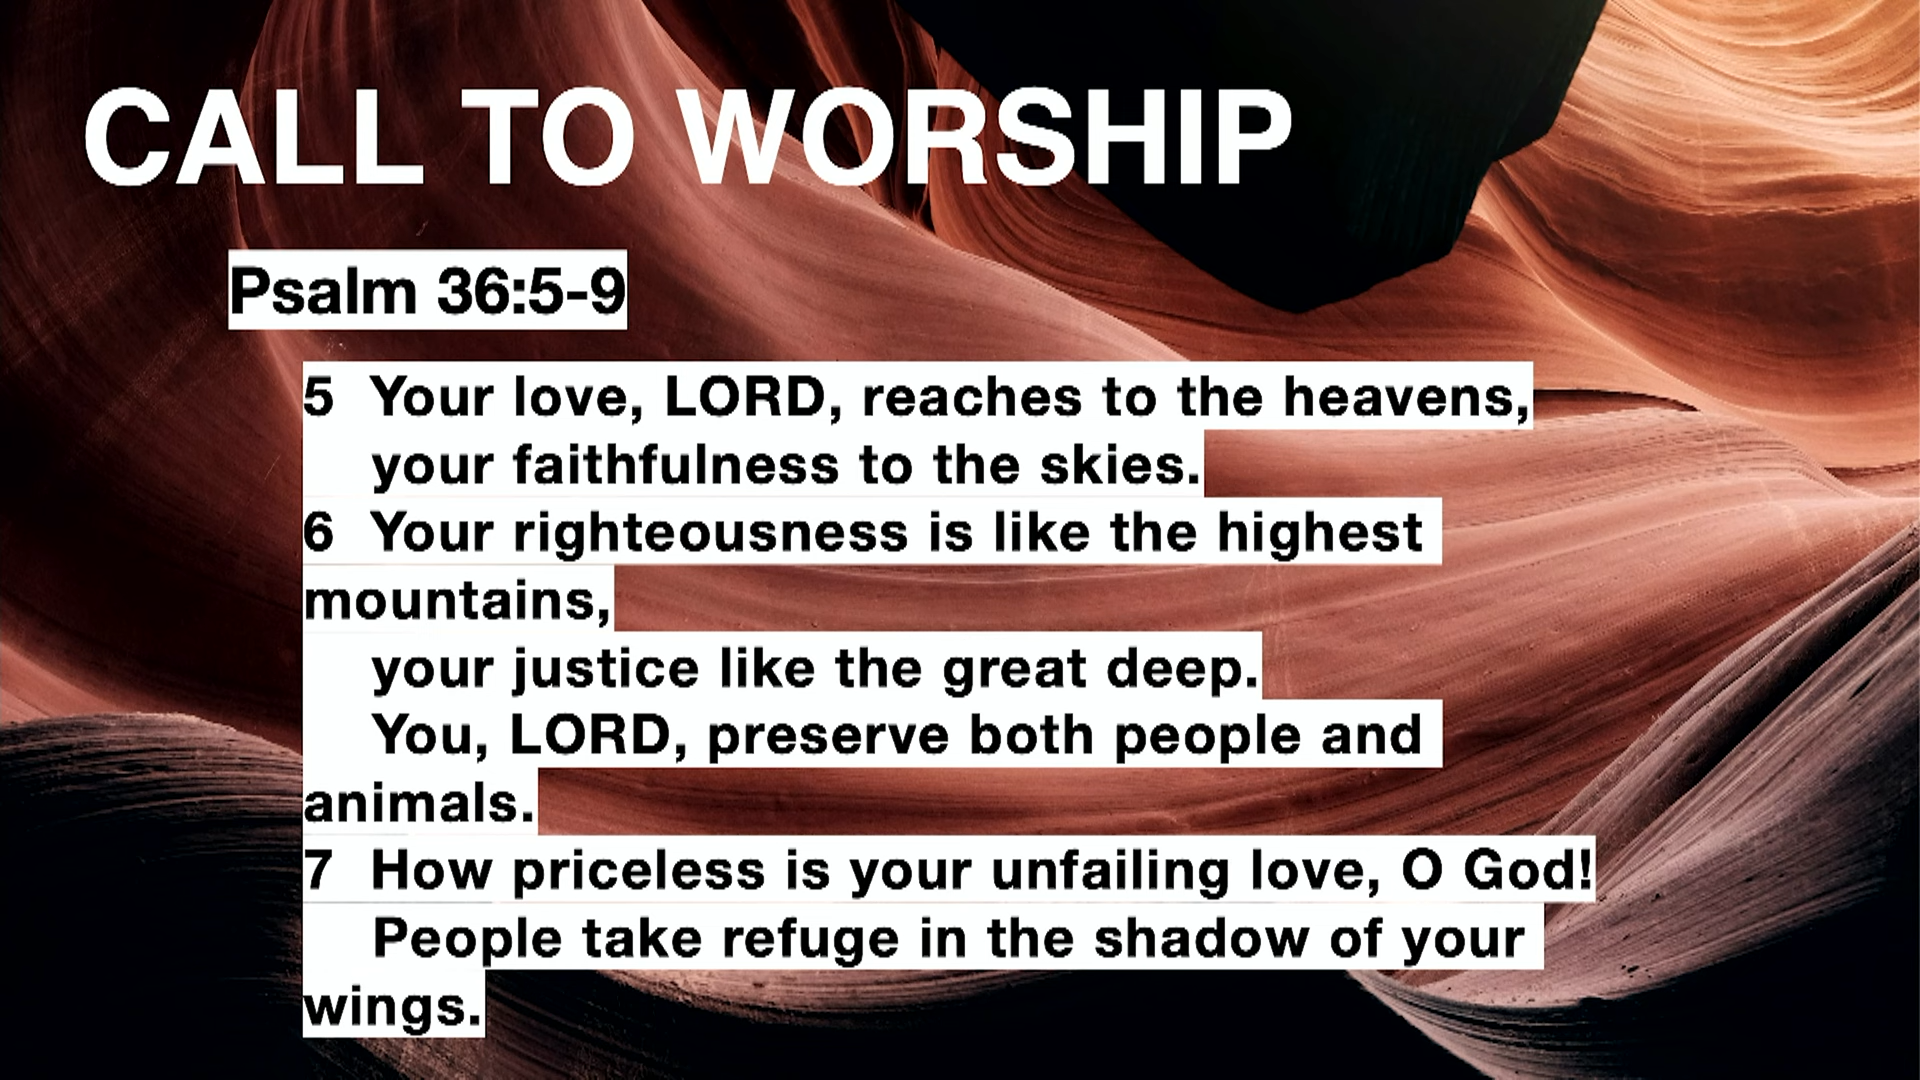 CALL TO WORSHIP
Psalm 36:5-9
5 Your love, LORD, reaches to the heavens,
your faithfulness to the skies.
6 Your righteousness is like the highest
mountains,
your justice like the great deep.
You, LORD, preserve both people and
animals.
7 How priceless is your unfailing love, O God!
People take refuge in the shadow of your
wings.